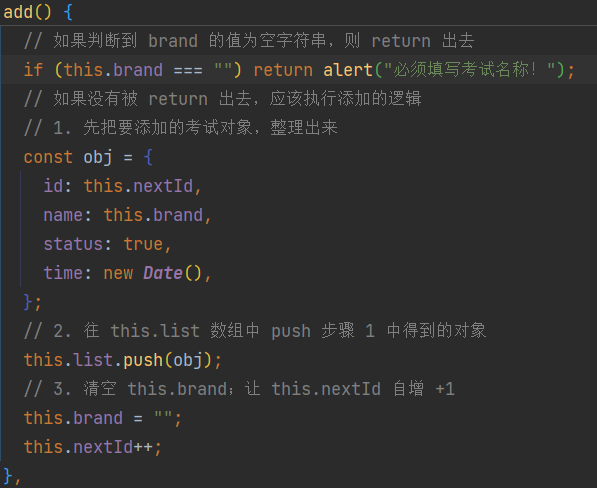 add() {
// 如果判断到 brand 的值为空字符串，则 return 出去
if (this.brand === "") return alert("必须填写考试名称！");
// 如果没有被 return 出去，应该执行添加的逻辑
// 1. 先把要添加的考试对象，整理出来
const obj = {
id: this.nextId,
name: this.brand,
status: true,
time: new Date(),
};
// 2. 往 this.list 数组中 push 步骤 1 中得到的对象
this.list.push(obj);
// 3. 清空 this.brand；让 this.nextId 自增 +1
this.brand = "";
this.nextId++;
},